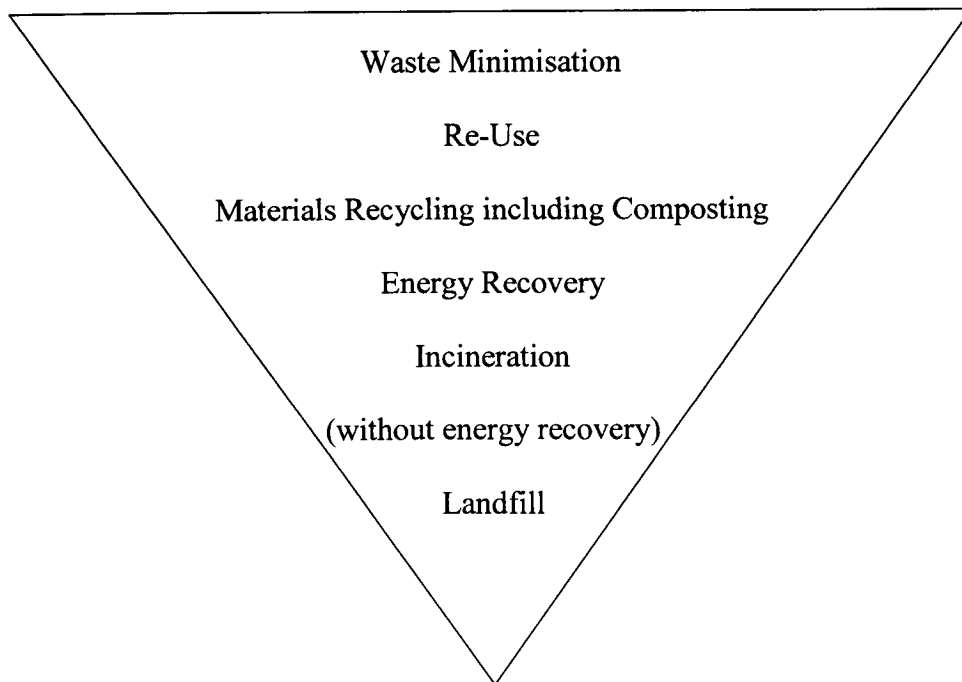 Waste Minimisation
Re-Use
Materials Recycling including Composting
Energy Recovery
Incineration
(without energy recovery)
Landfill